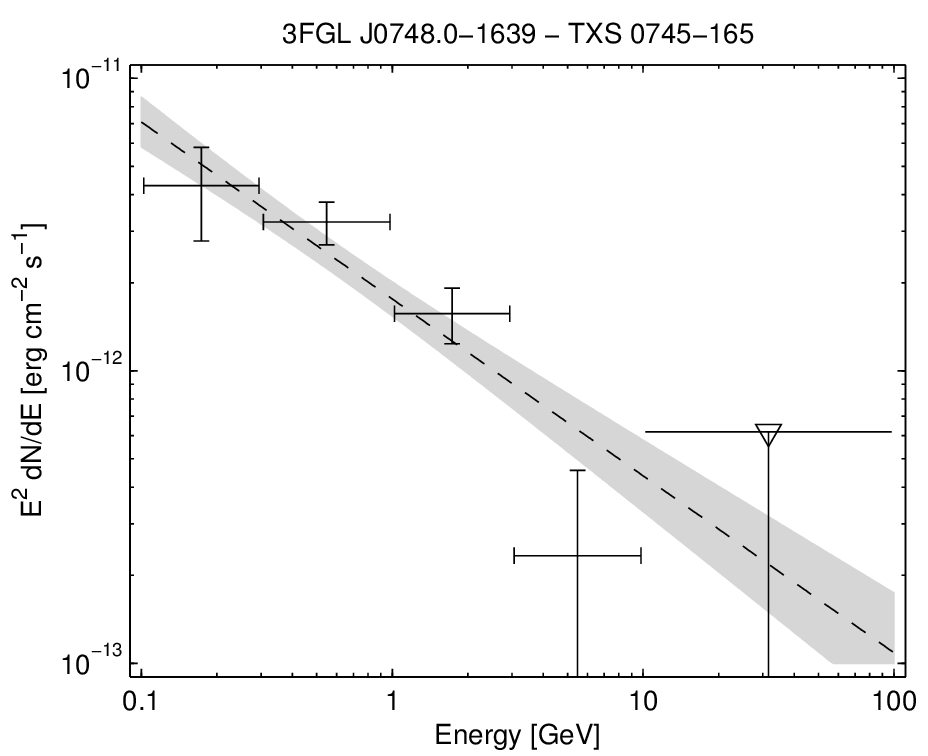 3FGL J0748.0−1639 − TXS 0745−165
10⁻¹¹
10⁻¹²
10⁻¹³
E² dN/dE [erg cm⁻² s⁻¹]
0.1 1 10 100
Energy [GeV]